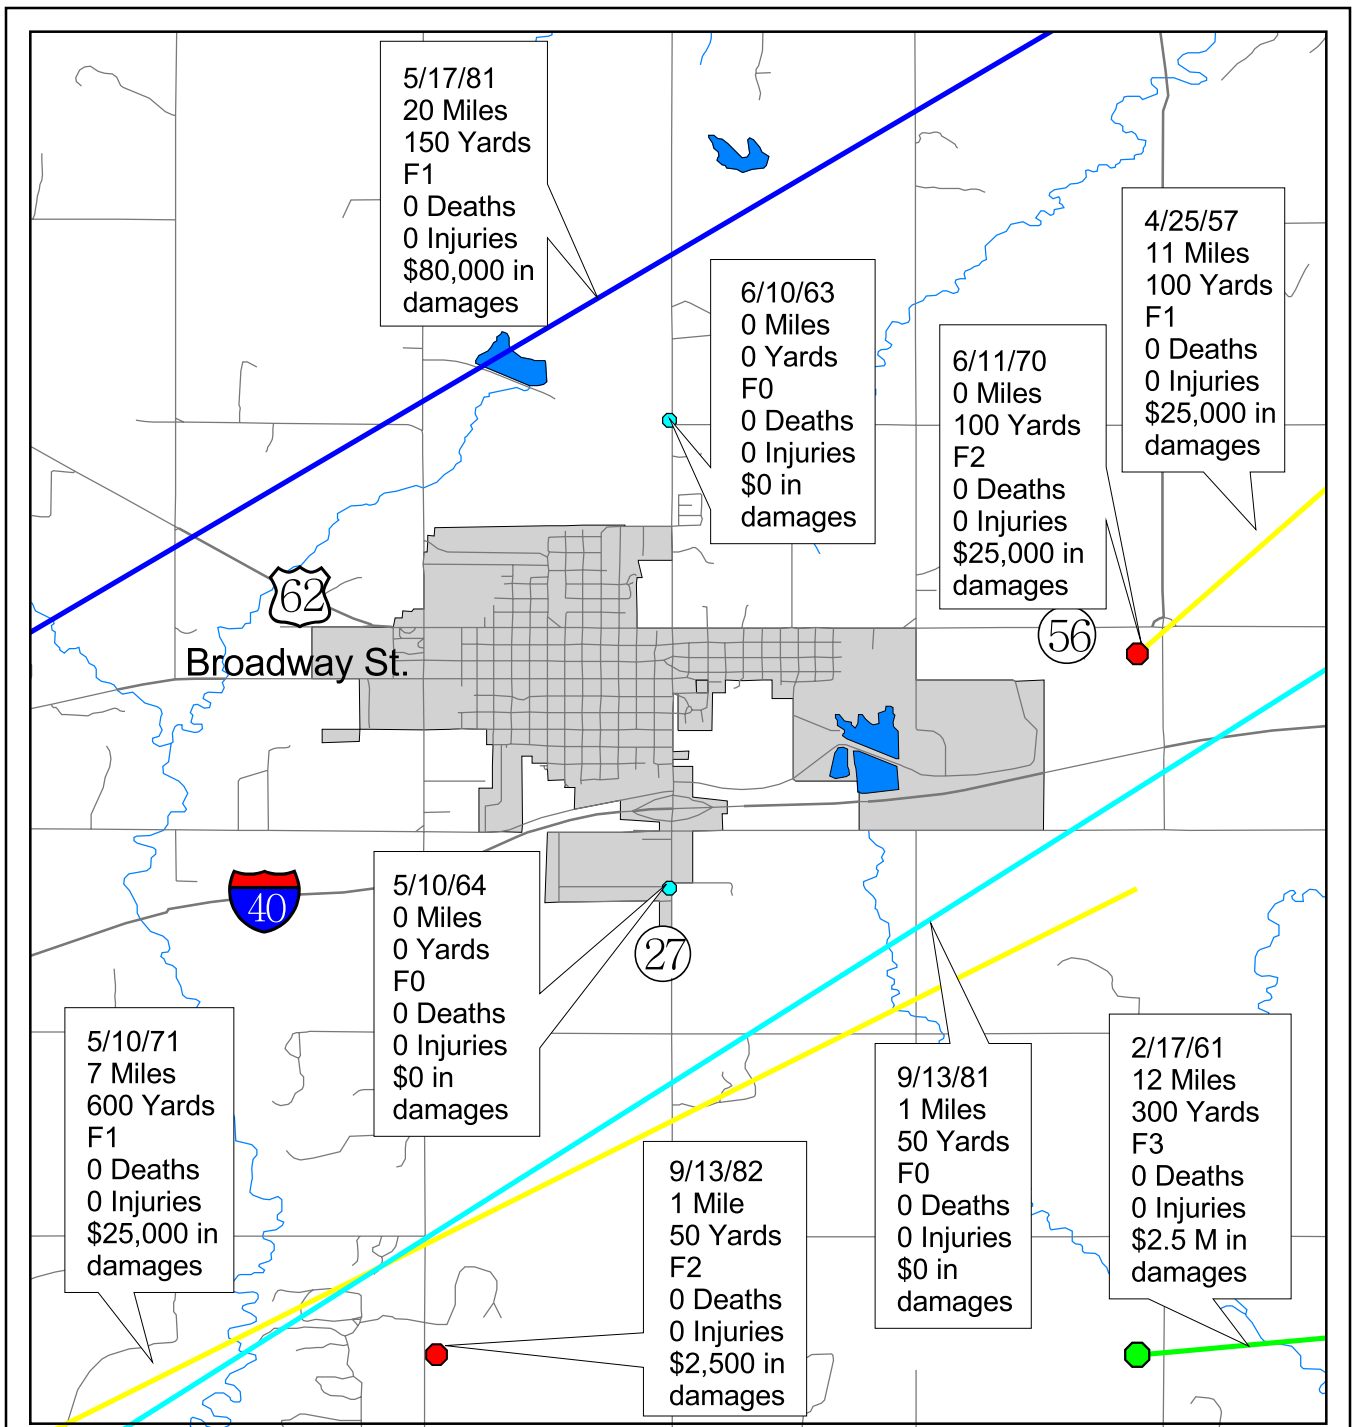 5/17/81
20 Miles
150 Yards
F1
0 Deaths
0 Injuries
$80,000 in
damages
4/25/57
11 Miles
100 Yards
F1
0 Deaths
0 Injuries
$25,000 in
damages
6/10/63
0 Miles
0 Yards
F0
0 Deaths
0 Injuries
$0 in
damages
6/11/70
0 Miles
100 Yards
F2
0 Deaths
0 Injuries
$25,000 in
damages
62
56
Broadway St.
40
5/10/64
0 Miles
0 Yards
F0
0 Deaths
0 Injuries
$0 in
damages
27
5/10/71
7 Miles
600 Yards
F1
0 Deaths
0 Injuries
$25,000 in
damages
9/13/82
1 Mile
50 Yards
F2
0 Deaths
0 Injuries
$2,500 in
damages
9/13/81
1 Miles
50 Yards
F0
0 Deaths
0 Injuries
$0 in
damages
2/17/61
12 Miles
300 Yards
F3
0 Deaths
0 Injuries
$2.5 M in
damages